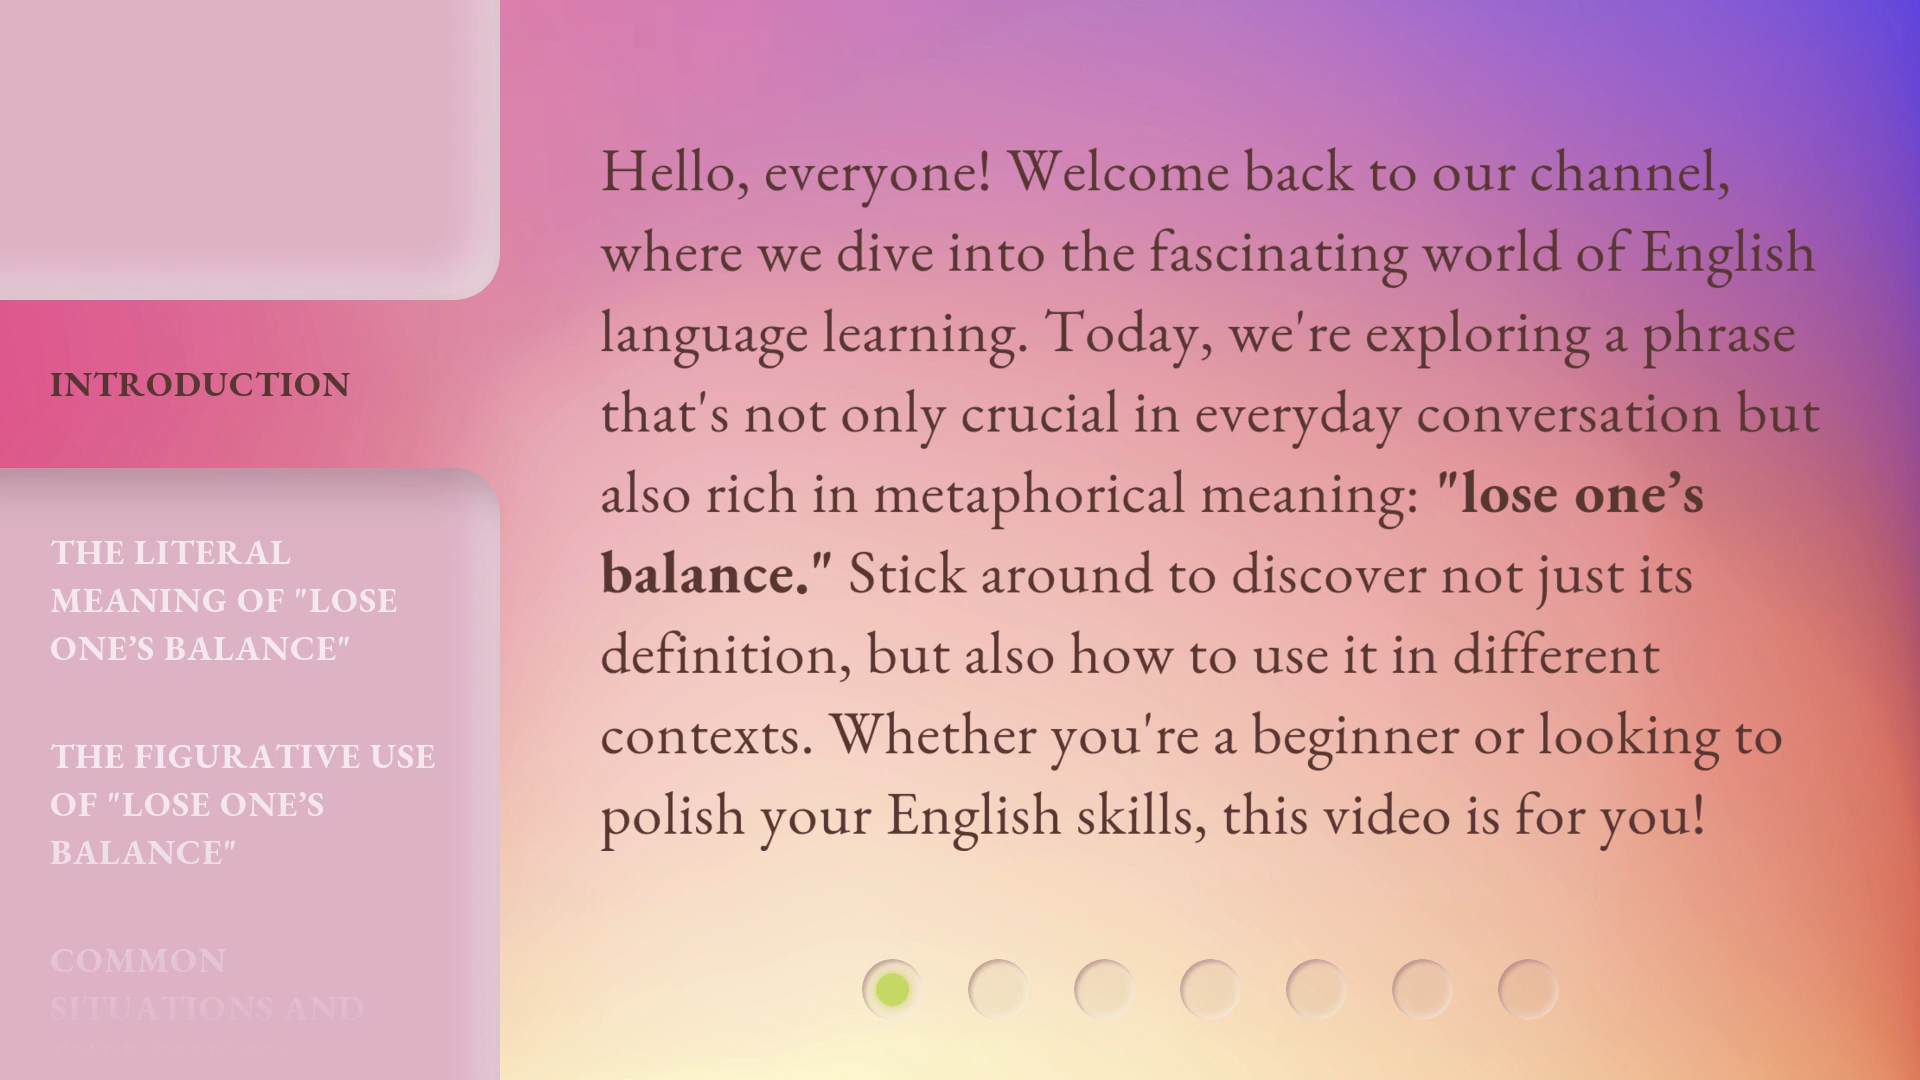 INTRODUCTION
THE LITERAL
MEANING OF "LOSE
ONE’S BALANCE"
THE FIGURATIVE USE
OF "LOSE ONE’S
BALANCE"
COMMON
SITUATIONS AND
Hello, everyone! Welcome back to our channel,
where we dive into the fascinating world of English
language learning. Today, we're exploring a phrase
that's not only crucial in everyday conversation but
also rich in metaphorical meaning: "lose one’s
balance." Stick around to discover not just its
definition, but also how to use it in different
contexts. Whether you're a beginner or looking to
polish your English skills, this video is for you!